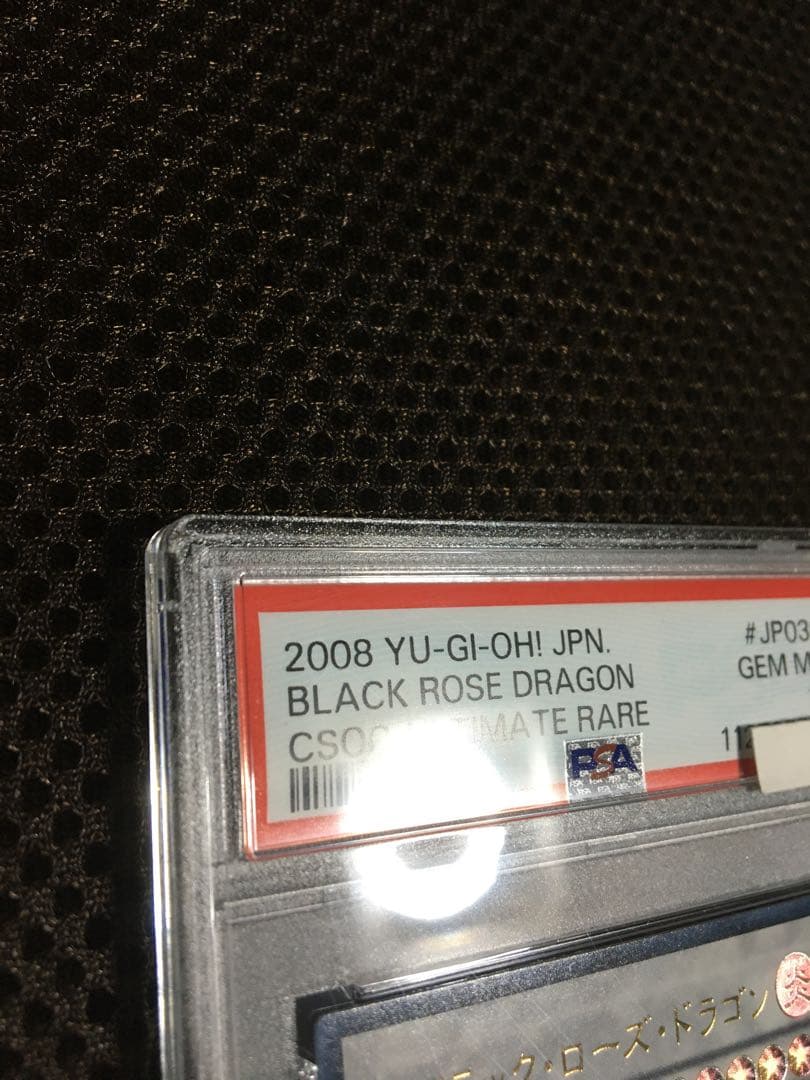 2008 YU-GI-OH! JPN. #JP03
BLACK ROSE DRAGON GEM M
RARE
PSA
ック・ローズ・ドラゴン 炎